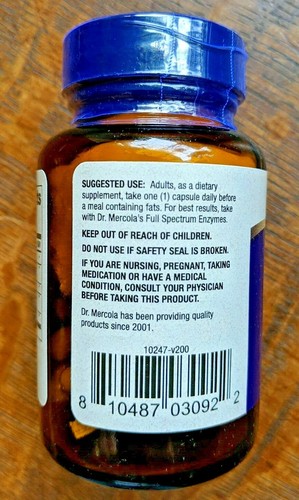 SUGGESTED USE: Adults, as a dietary
supplement, take one (1) capsule daily before
a meal containing fats. For best results, take
with Dr. Mercola's Full Spectrum Enzymes.
KEEP OUT OF REACH OF CHILDREN.
DO NOT USE IF SAFETY SEAL IS BROKEN.
IF YOU ARE NURSING, PREGNANT, TAKING
MEDICATION OR HAVE A MEDICAL
CONDITION, CONSULT YOUR PHYSICIAN
BEFORE TAKING THIS PRODUCT.
Dr. Mercola has been providing quality
products since 2001.
10247-v200
8 10487 03092 2